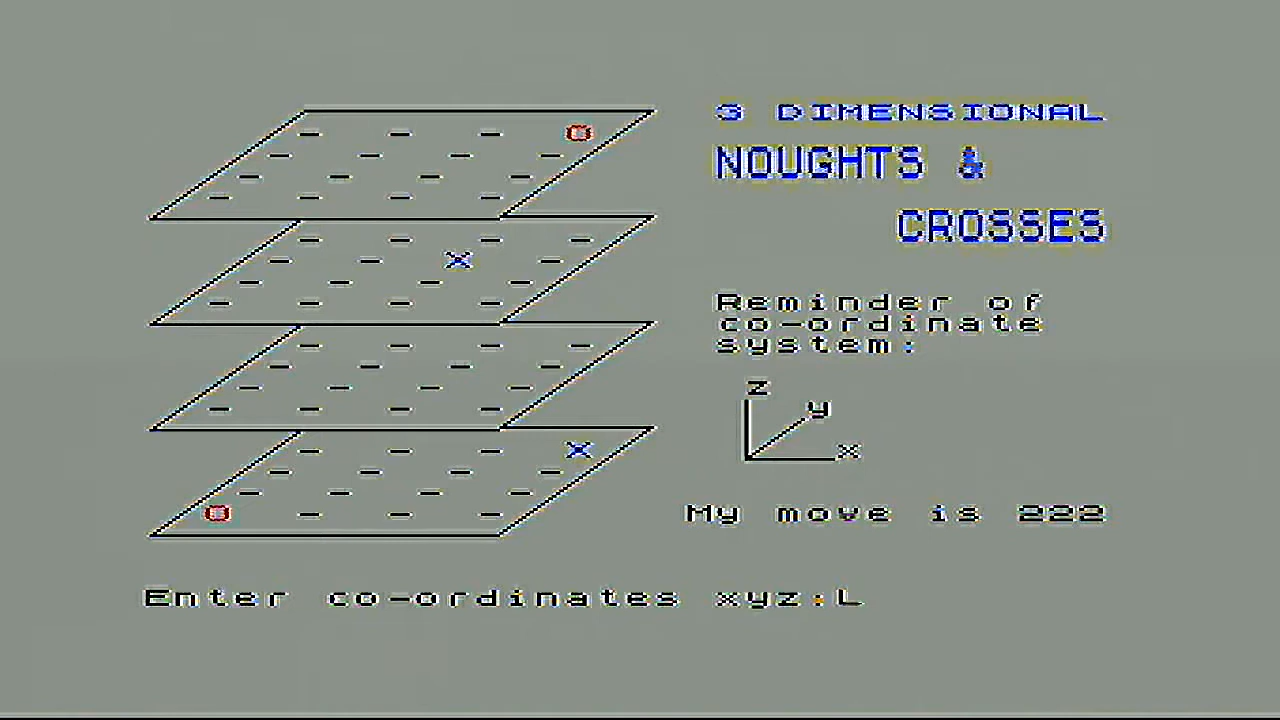 3 DIMENSIONAL
NOUGHTS &
CROSSES
Reminder of
co-ordinate
system:
z
y
x
My move is 222
Enter co-ordinates xyz:L